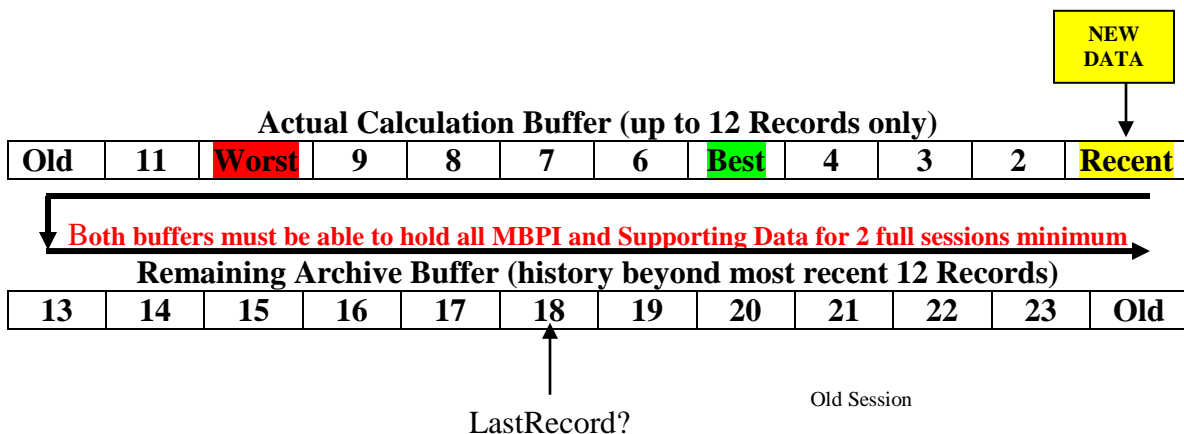 NEW
DATA
Actual Calculation Buffer (up to 12 Records only)
Old 11 Worst 9 8 7 6 Best 4 3 2 Recent
Both buffers must be able to hold all MBPI and Supporting Data for 2 full sessions minimum
Remaining Archive Buffer (history beyond most recent 12 Records)
13 14 15 16 17 18 19 20 21 22 23 Old
Old Session
LastRecord?